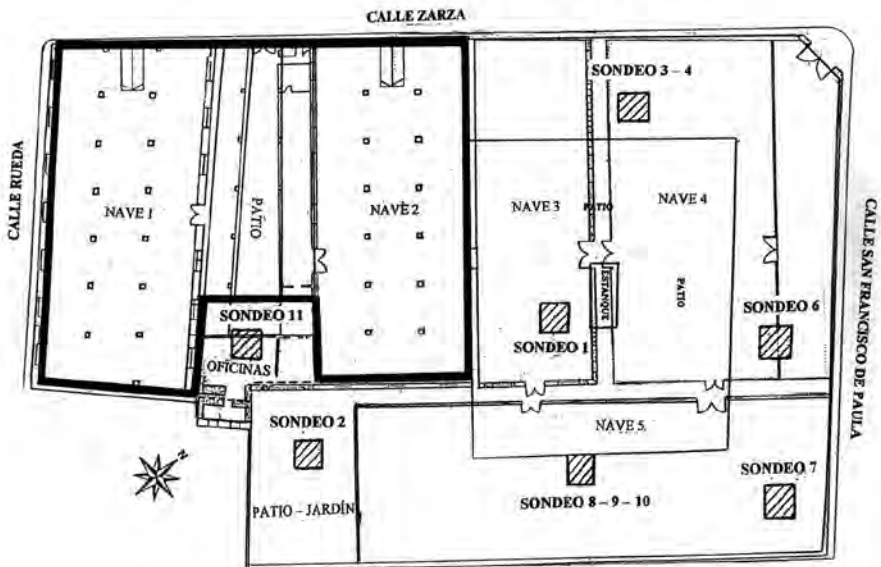 CALLE ZARZA
SONDEO 3 – 4
CALLE RUEDA
NAVE 1
PATIO
NAVE 2
NAVE 3
PATIO
NAVE 4
CALLE SAN FRANCISCO DE PAULA
ESTANQUE
PATIO
SONDEO 11
SONDEO 6
OFICINAS
SONDEO 1
SONDEO 2
NAVE 5.
SONDEO 7
N
SONDEO 8 – 9 – 10
PATIO – JARDÍN